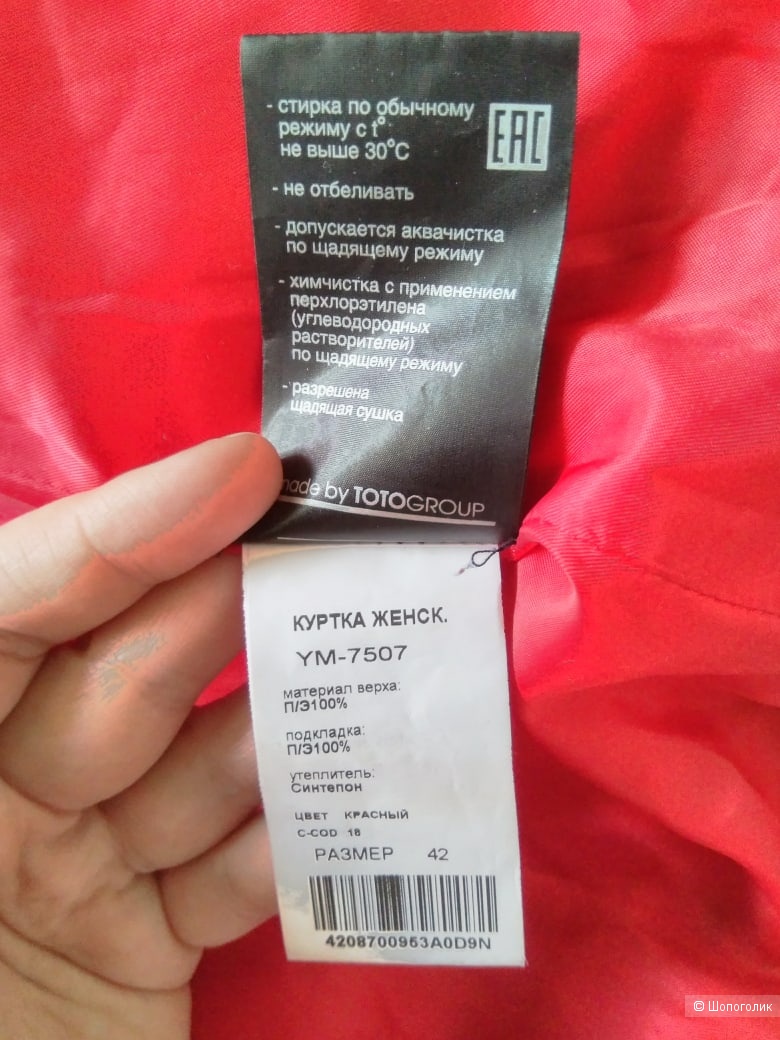 - стирка по обычному
режиму с t°
не выше 30°C
EAC
- не отбеливать
- допускается аквачистка
по щадящему режиму
- химчистка с применением
перхлорэтилена
(углеводородных
растворителей)
по щадящему режиму
- разрешена
щадящая сушка
made by TOTOGROUP
КУРТКА ЖЕНСК.
YM-7507
материал верха:
П/Э100%
подкладка:
П/Э100%
утеплитель:
Синтепон
ЦВЕТ КРАСНЫЙ
C-COD 18
РАЗМЕР 42
4208700953A0D9N
© Шопоголик